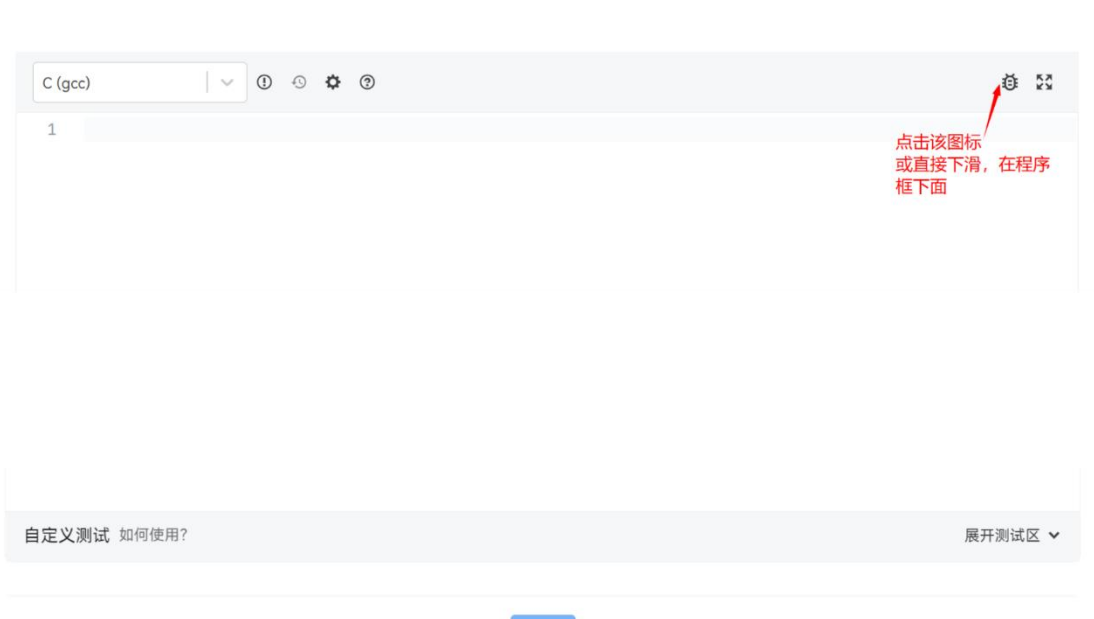 C (gcc)
1
点击该图标
或直接下滑，在程序
框下面
自定义测试 如何使用?
展开测试区